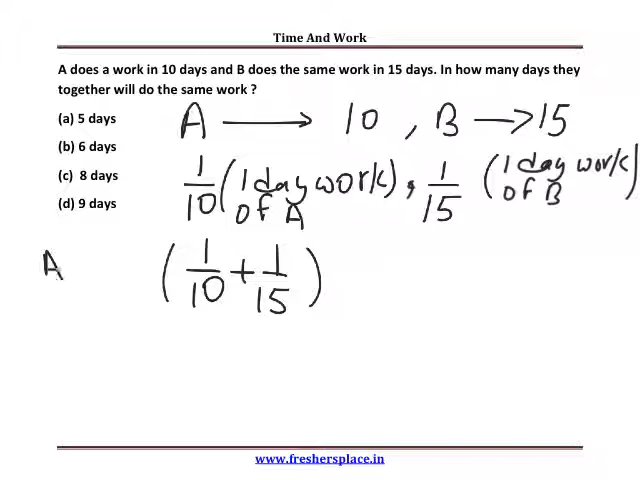 Time And Work
A does a work in 10 days and B does the same work in 15 days. In how many days they
together will do the same work ?
(a) 5 days
(b) 6 days
(c) 8 days
(d) 9 days
A ⟶ 10 , B ⟶ 15
1/10 (1 day work of A) , 1/15 (1 day work of B)
A (1/10 + 1/15)
www.freshersplace.in